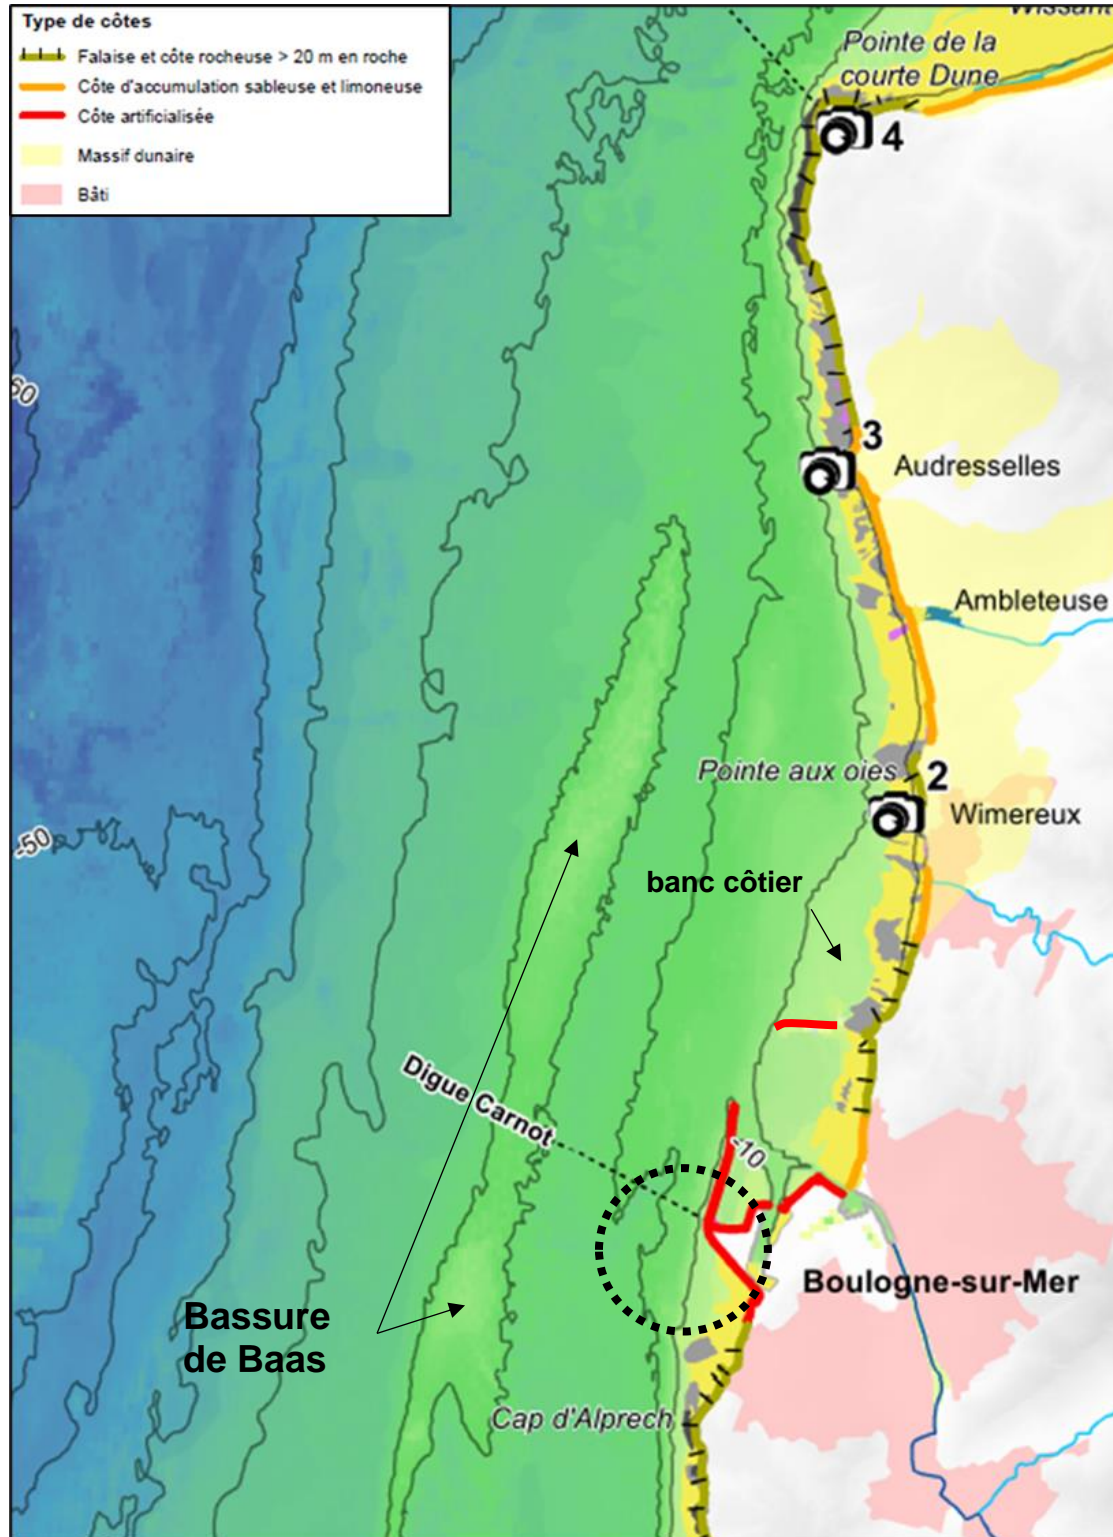 Type de côtes
Falaise et côte rocheuse > 20 m en roche
Côte d'accumulation sableuse et limoneuse
Côte artificialisée
Massif dunaire
Bâti
Wissant
Pointe de la
courte Dune
4
60
3
Audresselles
Ambleteuse
Pointe aux oies
2
Wimereux
-50
banc côtier
Digue Carnot
-10
Boulogne-sur-Mer
Bassure
de Baas
Cap d'Alprech